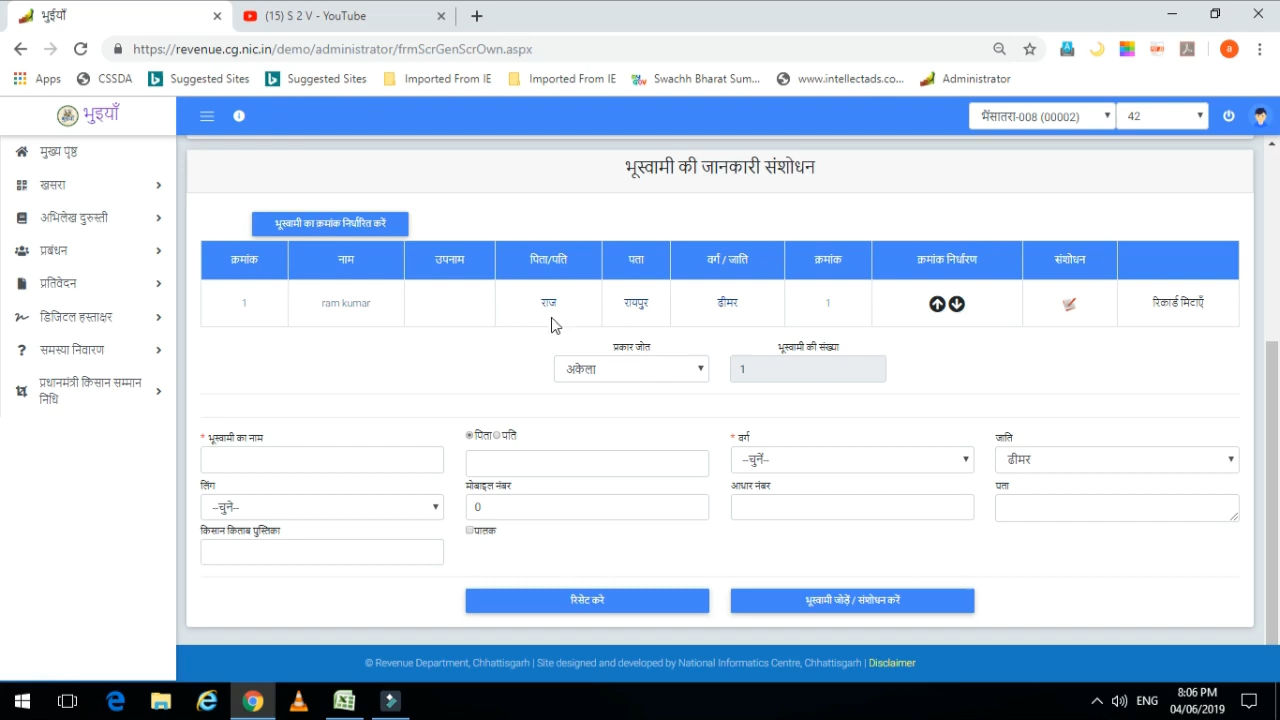 भुइयाँ
(15) S 2 V - YouTube
https://revenue.cg.nic.in/demo/administrator/frmScrGenScrOwn.aspx
a
Apps CSSDA Suggested Sites Suggested Sites Imported From IE Imported From IE Swachh Bharat Sum... www.intellectads.co... Administrator
भुइयाँ
भैंसातरा-008 (00002) 42
मुख्य पृष्ठ
खसरा
अभिलेख दुरुस्ती
प्रबंधन
प्रतिवेदन
डिजिटल हस्ताक्षर
समस्या निवारण
प्रधानमंत्री किसान सम्मान
निधि
भूस्वामी की जानकारी संशोधन
भूस्वामी का क्रमांक निर्धारित करें
क्रमांक नाम उपनाम पिता/पति पता वर्ग / जाति क्रमांक क्रमांक निर्धारण संशोधन
1 ram kumar राज रायपुर ढीमर 1 रिकार्ड मिटाएँ
प्रकार जोत भूस्वामी की संख्या
अकेला 1
* भूस्वामी का नाम पिता पति * वर्ग जाति
--चुनें-- ढीमर
लिंग मोबाइल नंबर आधार नंबर पता
--चुने-- 0
किसान किताब पुस्तिका पालक
रिसेट करे भूस्वामी जोड़ें / संशोधन करें
© Revenue Department, Chhattisgarh | Site designed and developed by National Informatics Centre, Chhattisgarh | Disclaimer
ENG 8:06 PM
04/06/2019